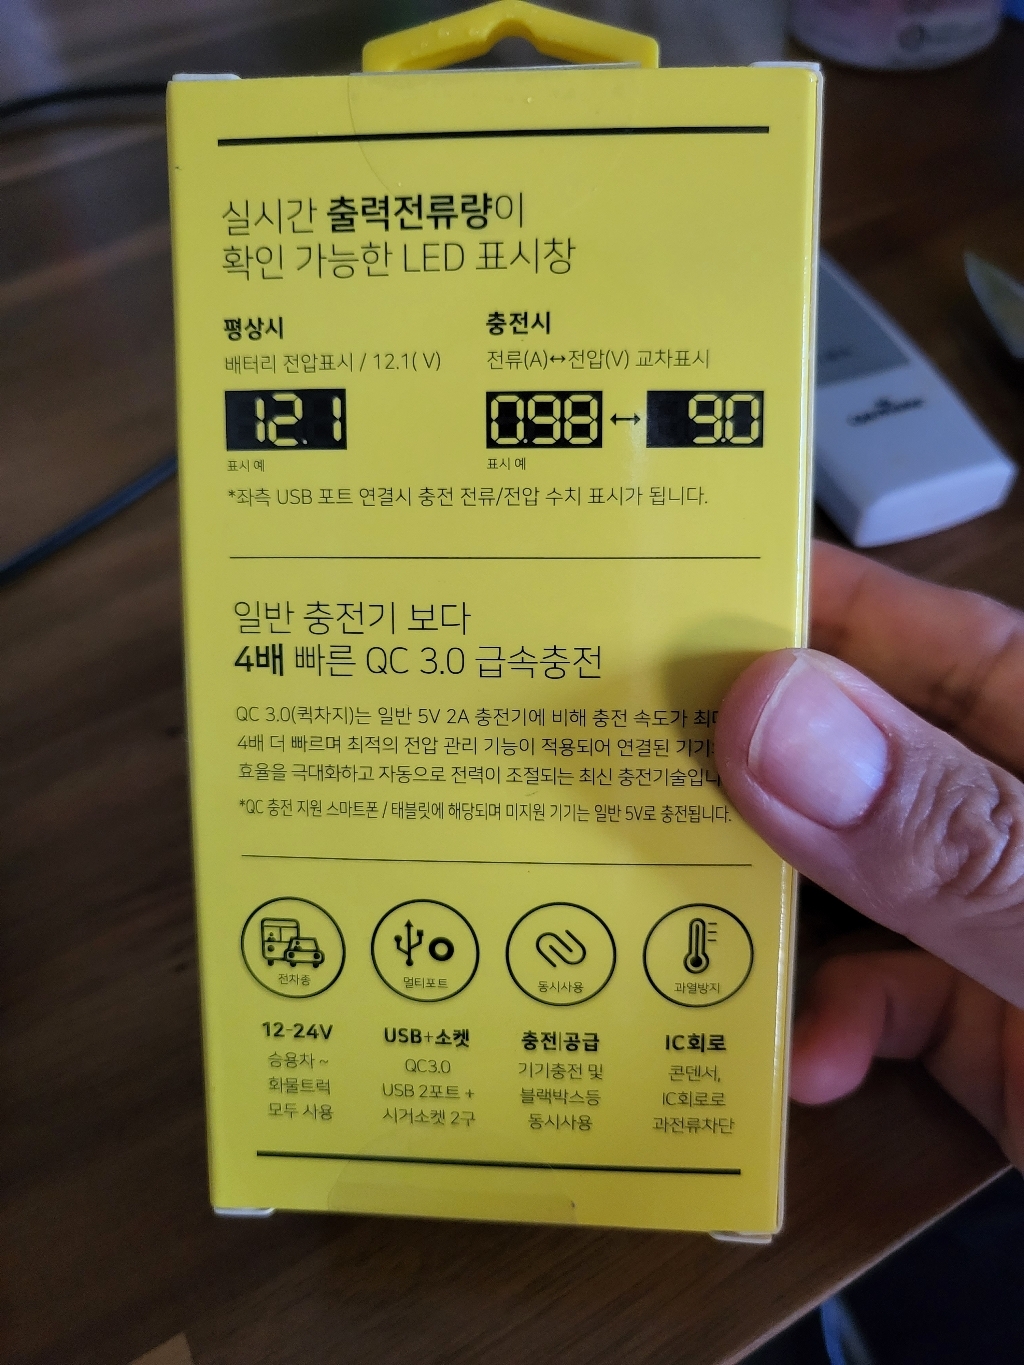 실시간 출력전류량이
확인 가능한 LED 표시창
평상시
배터리 전압표시 / 12.1( V)
12.1
표시 예
충전시
전류(A)↔전압(V) 교차표시
0.98 ↔ 9.0
표시 예
*좌측 USB 포트 연결시 충전 전류/전압 수치 표시가 됩니다.
일반 충전기 보다
4배 빠른 QC 3.0 급속충전
QC 3.0(퀵차지)는 일반 5V 2A 충전기에 비해 충전 속도가
4배 더 빠르며 최적의 전압 관리 기능이 적용되어 연결된
효율을 극대화하고 자동으로 전력이 조절되는 최신
*QC 충전 지원 스마트폰 / 태블릿에 해당되며 미지원 기기는 일반 5V로 충전됩니다.
전차종
12-24V
승용차 ~
화물트럭
모두 사용
멀티포트
USB+소켓
QC3.0
USB 2포트 +
시거소켓 2구
동시사용
충전|공급
기기충전 및
블랙박스등
동시사용
과열방지
IC회로
콘덴서,
IC회로로
과전류차단